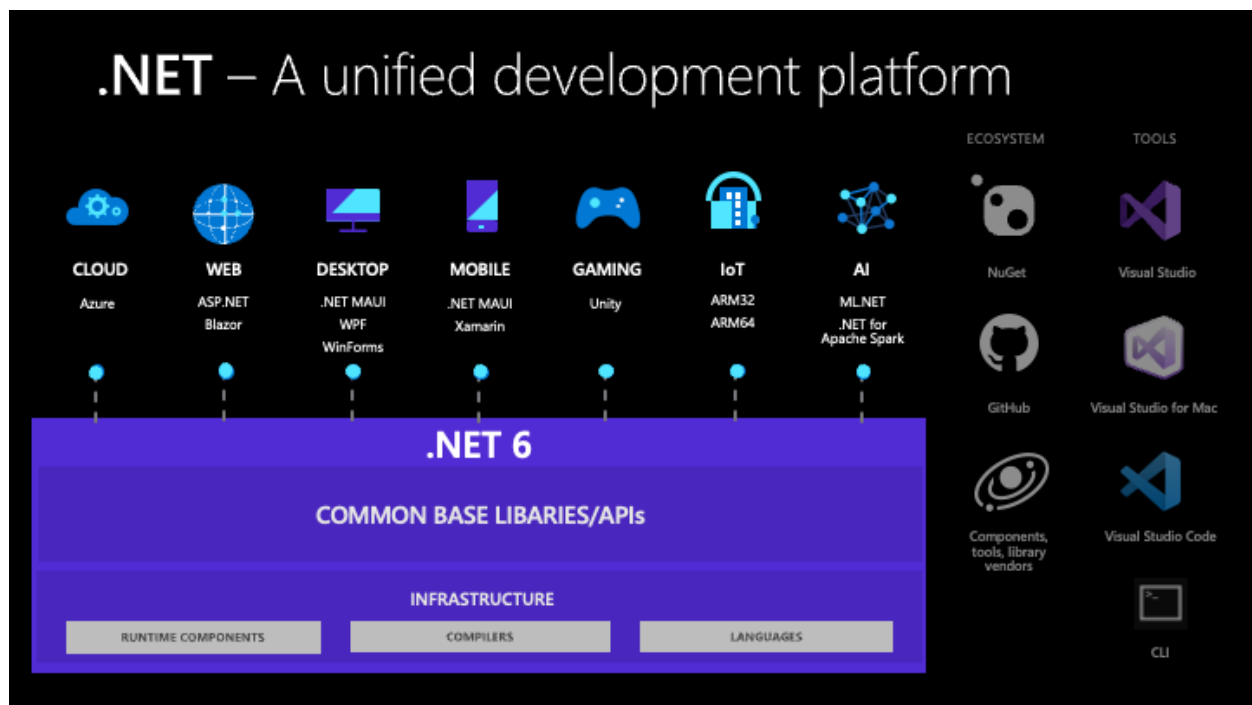 .NET – A unified development platform
ECOSYSTEM
TOOLS
CLOUD
Azure
WEB
ASP.NET
Blazor
DESKTOP
.NET MAUI
WPF
WinForms
MOBILE
.NET MAUI
Xamarin
GAMING
Unity
IoT
ARM32
ARM64
AI
ML.NET
.NET for
Apache Spark
NuGet
Visual Studio
GitHub
Visual Studio for Mac
Components,
tools, library
vendors
Visual Studio Code
>_
CLI
.NET 6
COMMON BASE LIBARIES/APIs
INFRASTRUCTURE
RUNTIME COMPONENTS
COMPILERS
LANGUAGES